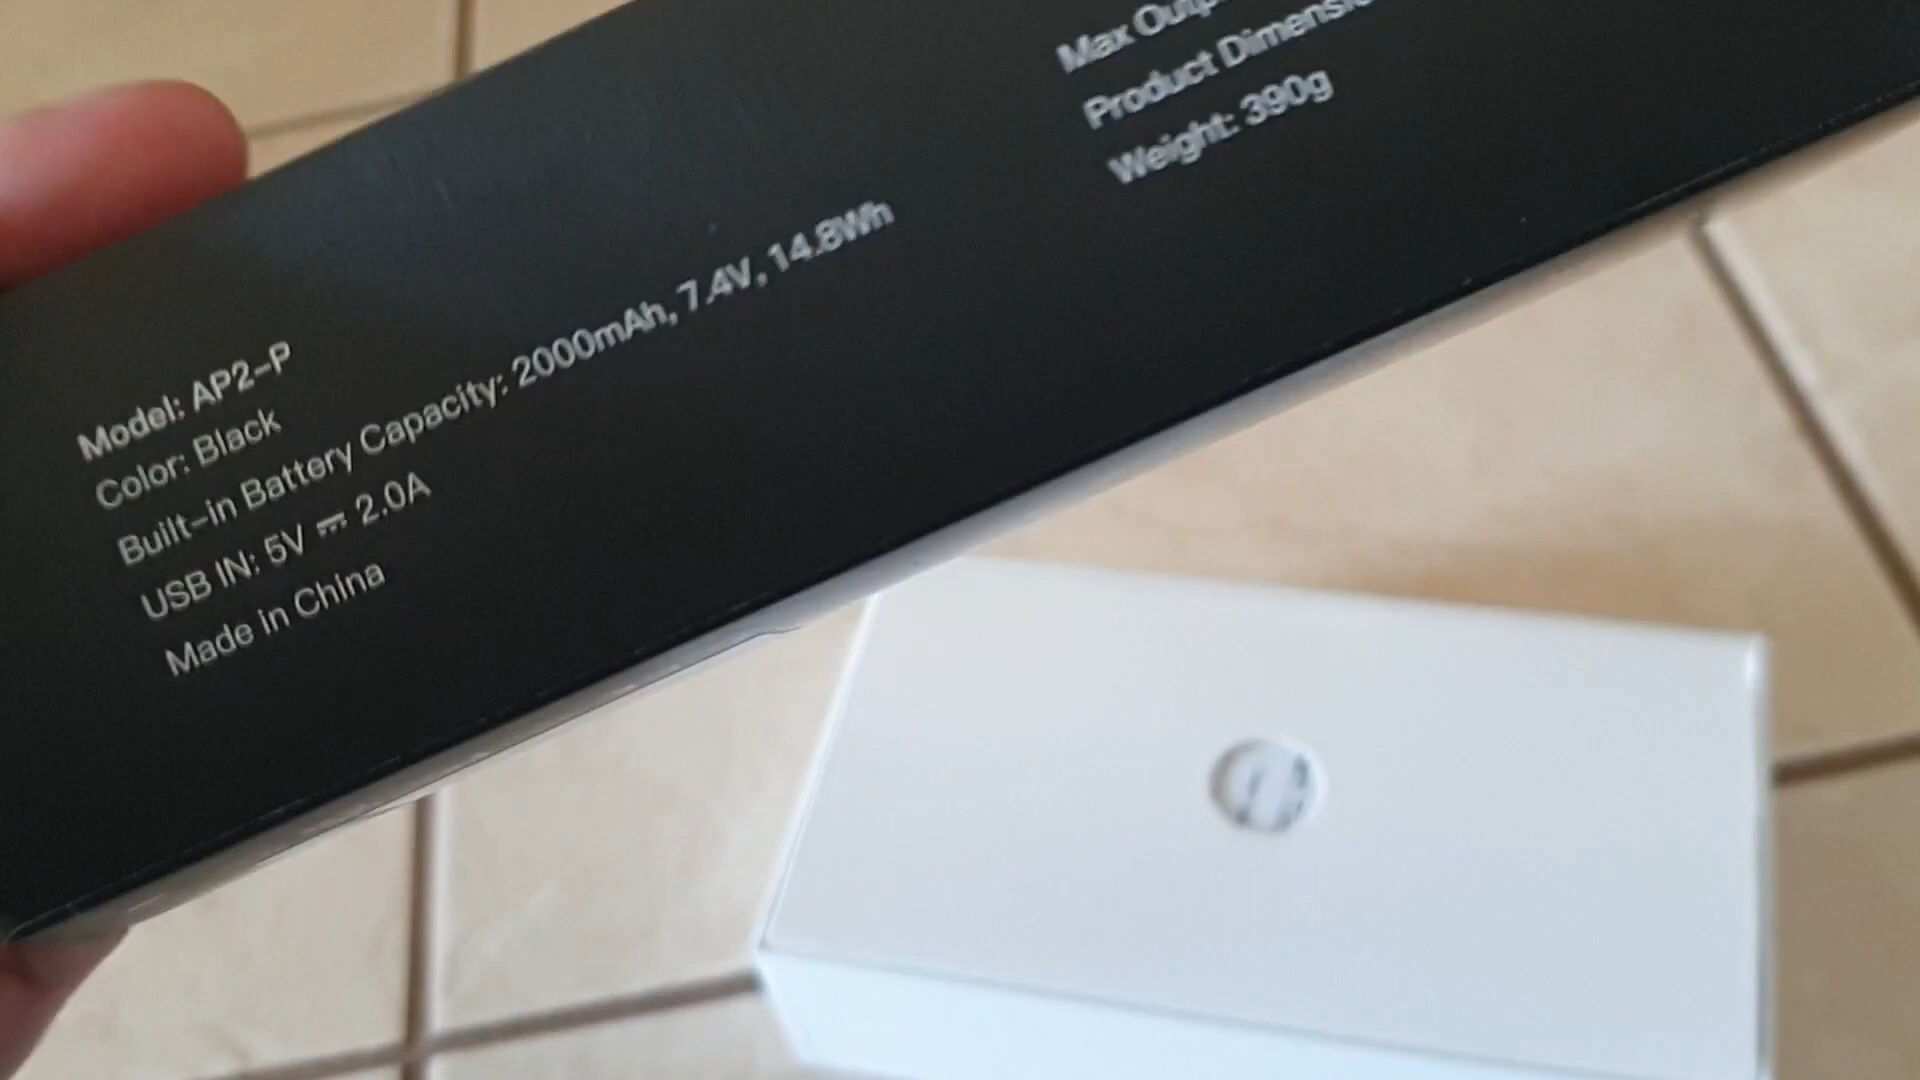 Model: AP2-P
Color: Black
Built-in Battery Capacity: 2000mAh, 7.4V, 14.8Wh
USB IN: 5V ⎓ 2.0A
Made in China
Max
Product
Weight: 390g